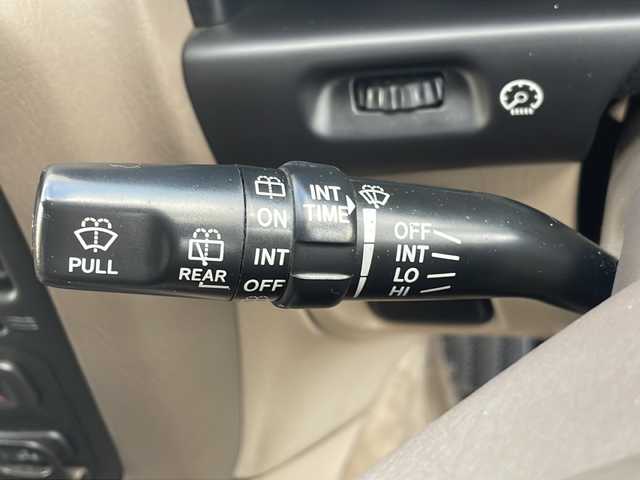 PULL
REAR
ON
INT
OFF
INT
TIME
OFF
INT
LO
HI